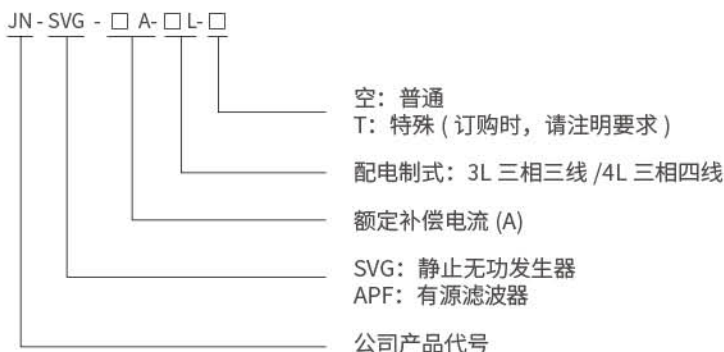 JN - SVG - □ A- □ L- □
空：普通
T：特殊 ( 订购时，请注明要求 )
配电制式：3L 三相三线 /4L 三相四线
额定补偿电流 (A)
SVG：静止无功发生器
APF：有源滤波器
公司产品代号